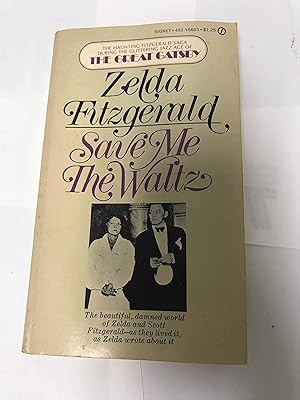 SIGNET • 451-Y5603 • $1.25
THE HAUNTING FITZGERALD SAGA
DURING THE GLITTERING JAZZ AGE OF
THE GREAT GATSBY
Zelda
Fitzgerald,
Save Me
The Waltz
The beautiful, damned world
of Zelda and Scott
Fitzgerald—as they lived it,
as Zelda wrote about it